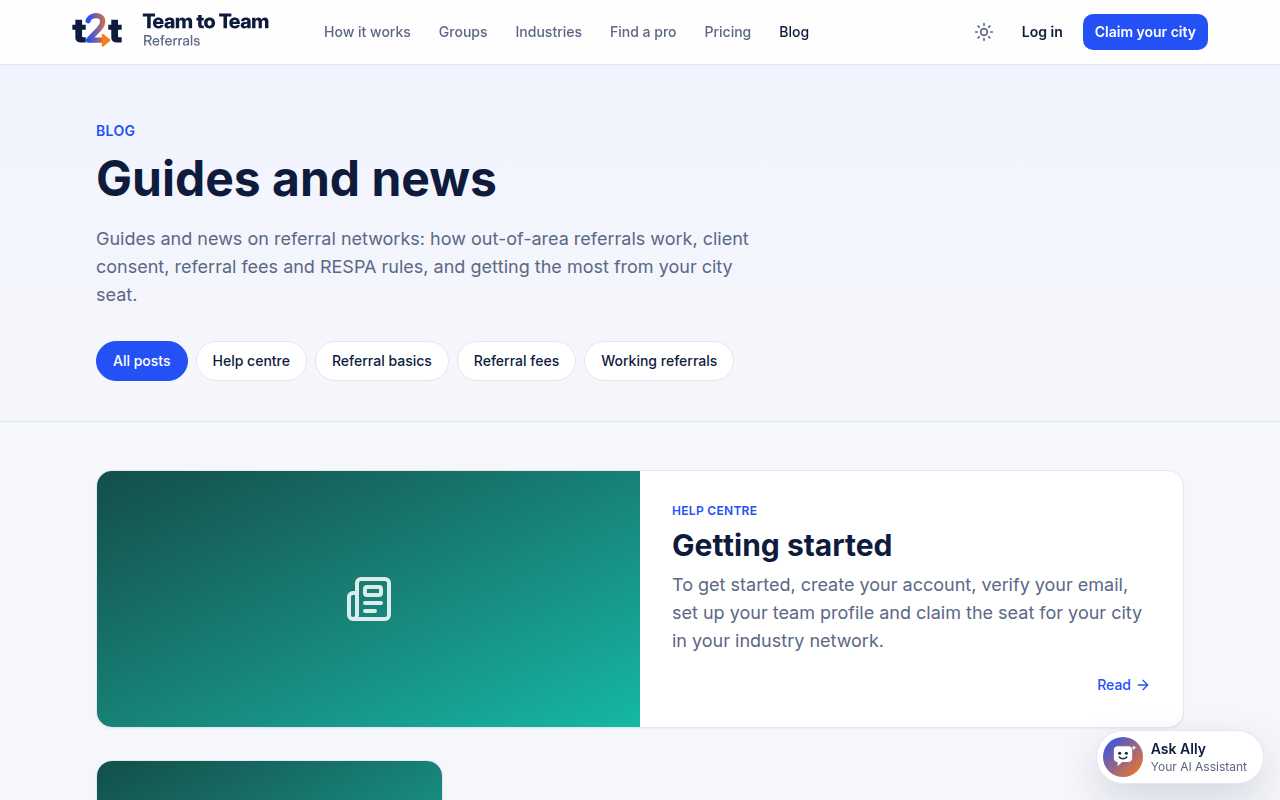 t2t Team to Team
Referrals
How it works Groups Industries Find a pro Pricing Blog
Log in Claim your city
BLOG
Guides and news
Guides and news on referral networks: how out-of-area referrals work, client
consent, referral fees and RESPA rules, and getting the most from your city
seat.
All posts Help centre Referral basics Referral fees Working referrals
HELP CENTRE
Getting started
To get started, create your account, verify your email,
set up your team profile and claim the seat for your city
in your industry network.
Read
Ask Ally
Your AI Assistant